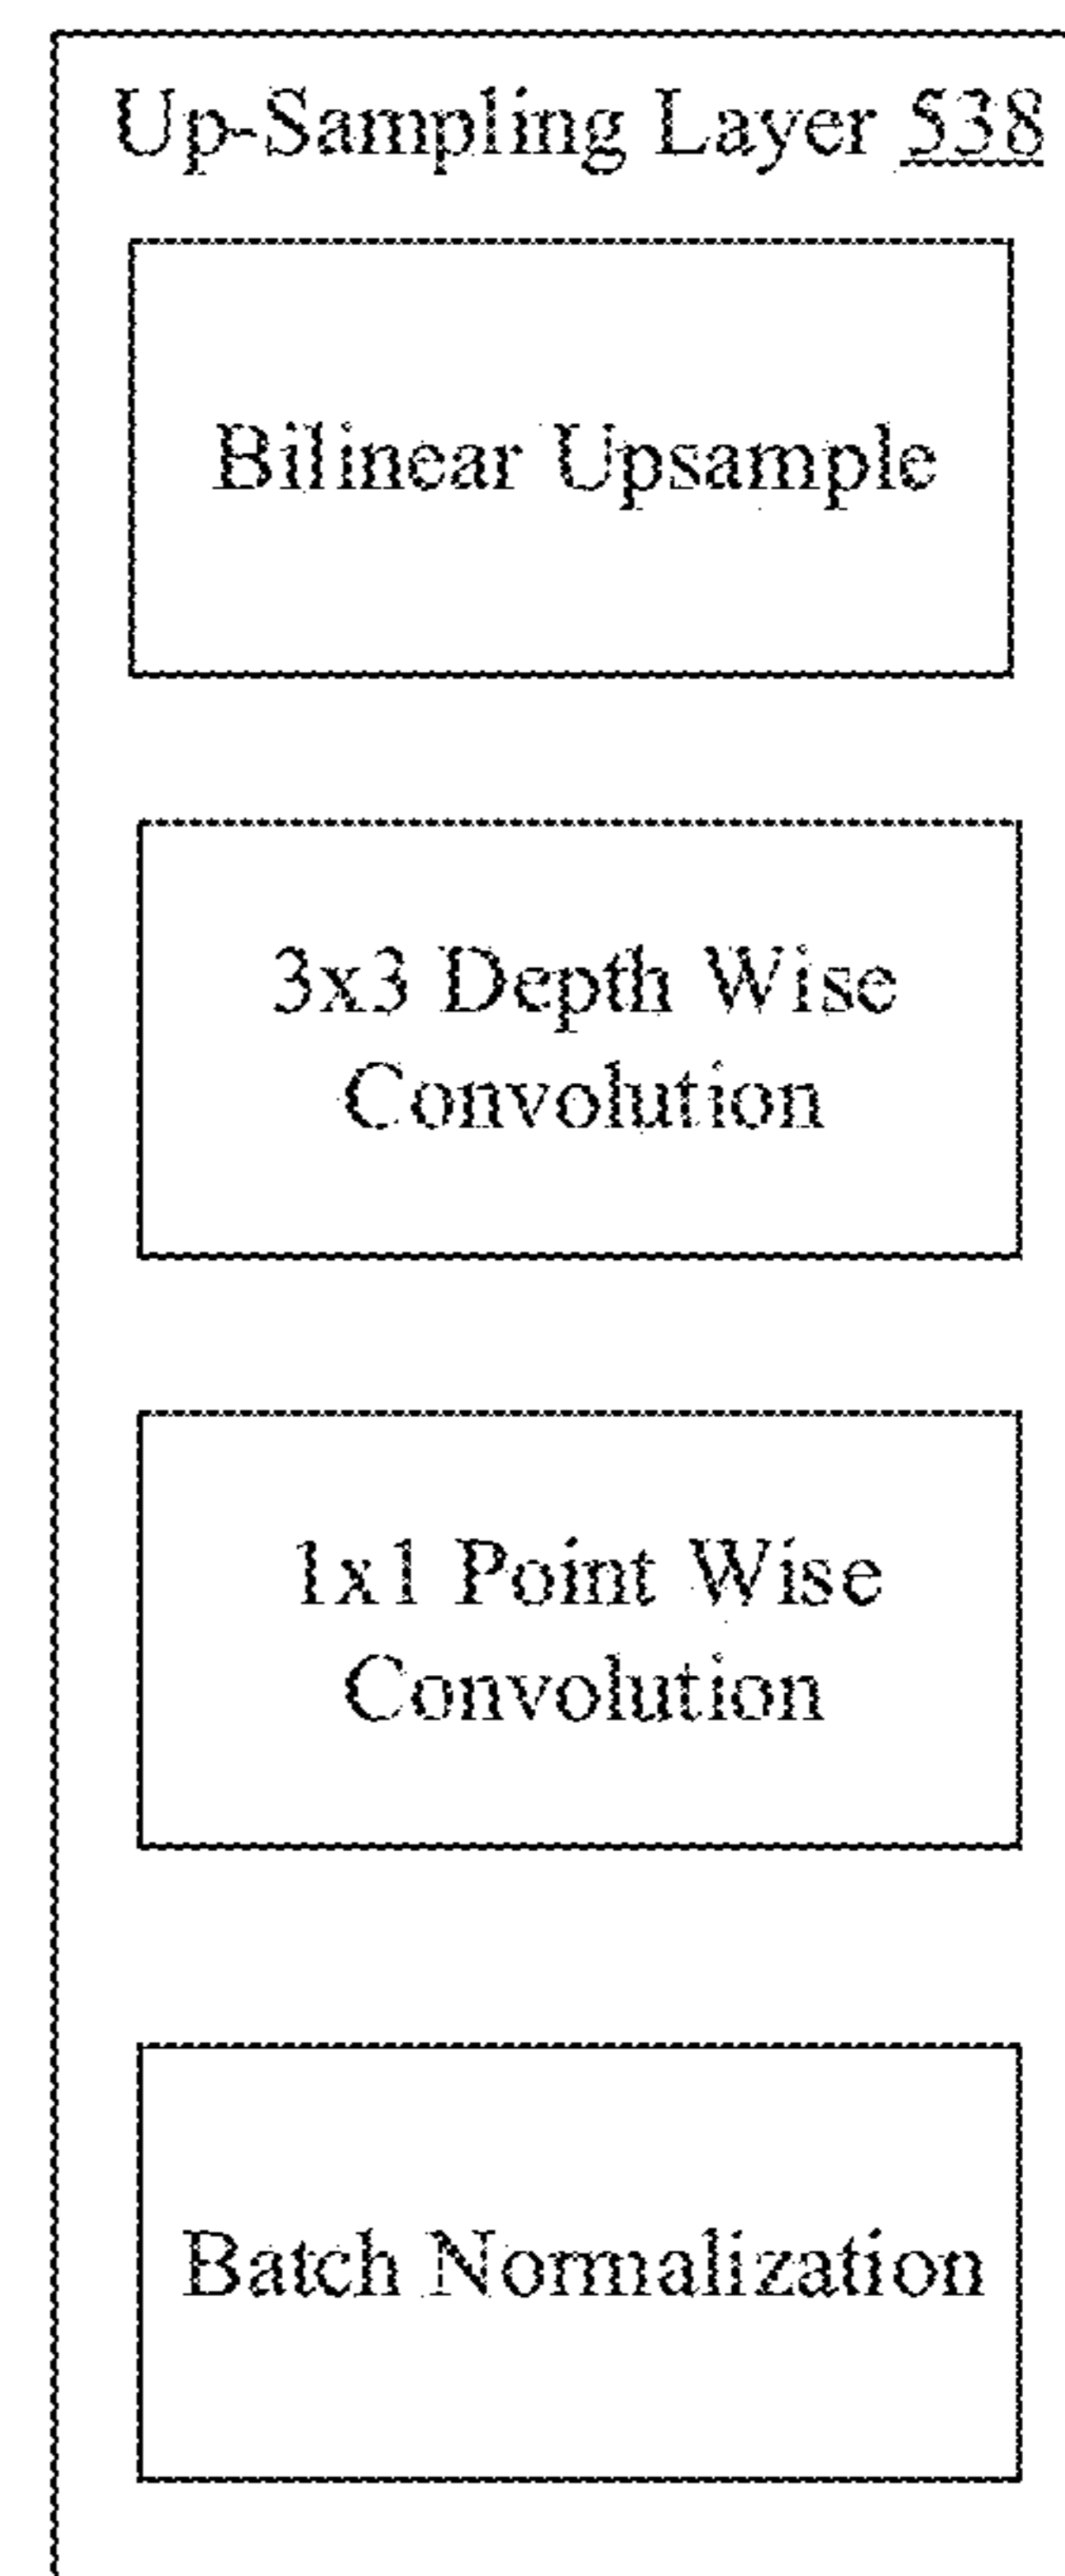 Up-Sampling Layer 538
Bilinear Upsample
3x3 Depth Wise
Convolution
1x1 Point Wise
Convolution
Batch Normalization